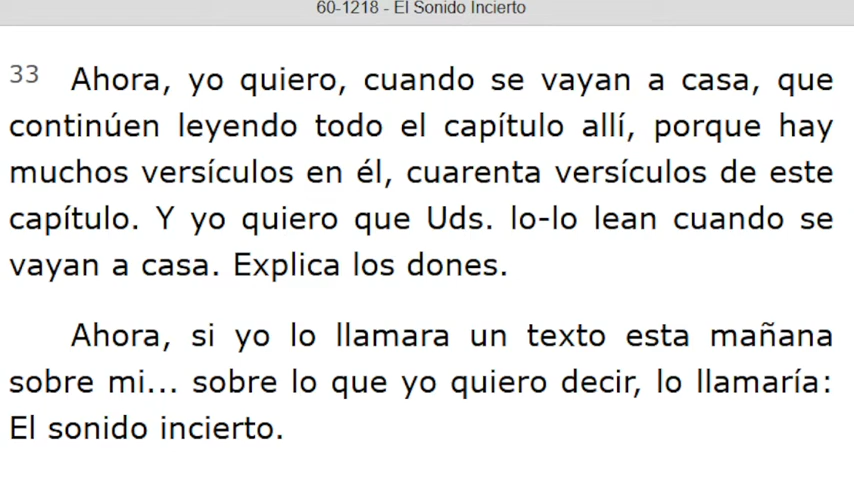 60-1218 - El Sonido Incierto
33 Ahora, yo quiero, cuando se vayan a casa, que
continúen leyendo todo el capítulo allí, porque hay
muchos versículos en él, cuarenta versículos de este
capítulo. Y yo quiero que Uds. lo-lo lean cuando se
vayan a casa. Explica los dones.
Ahora, si yo lo llamara un texto esta mañana
sobre mi... sobre lo que yo quiero decir, lo llamaría:
El sonido incierto.